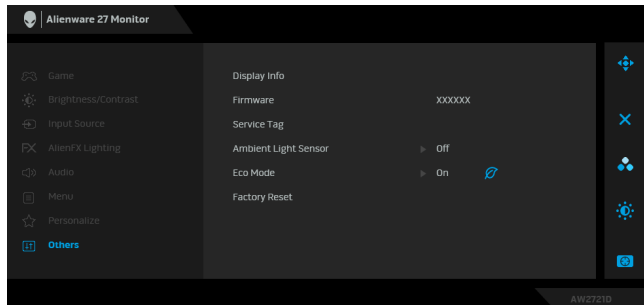 Alienware 27 Monitor
Game
Brightness/Contrast
Input Source
AlienFX Lighting
Audio
Menu
Personalize
Others
Display Info
Firmware XXXXXX
Service Tag
Ambient Light Sensor Off
Eco Mode On
Factory Reset
AW2721D